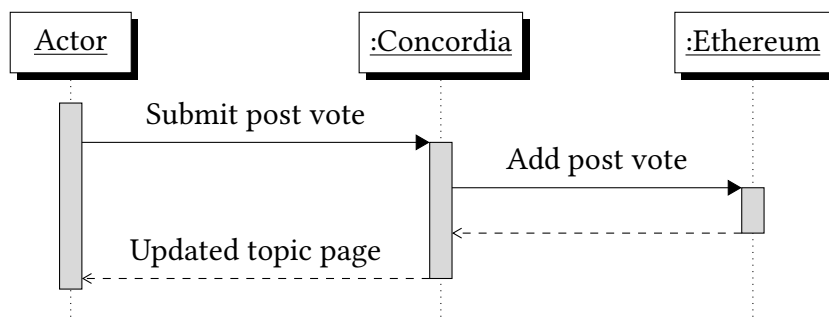 Actor
:Concordia
:Ethereum
Submit post vote
Add post vote
Updated topic page